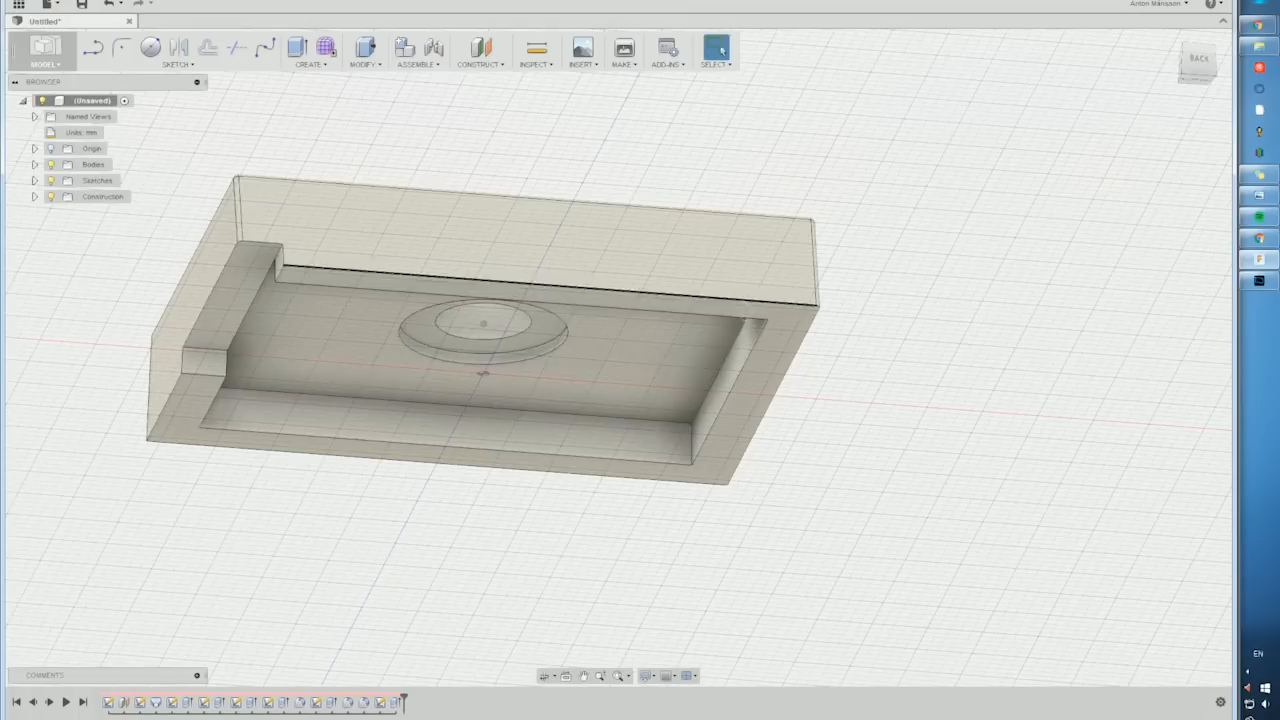 Anton Månsson
Untitled*
MODEL
SKETCH
CREATE
MODIFY
ASSEMBLE
CONSTRUCT
INSPECT
INSERT
MAKE
ADD-INS
SELECT
BACK
BROWSER
(Unsaved)
Named Views
Units: mm
Origin
Bodies
Sketches
Construction
COMMENTS
EN